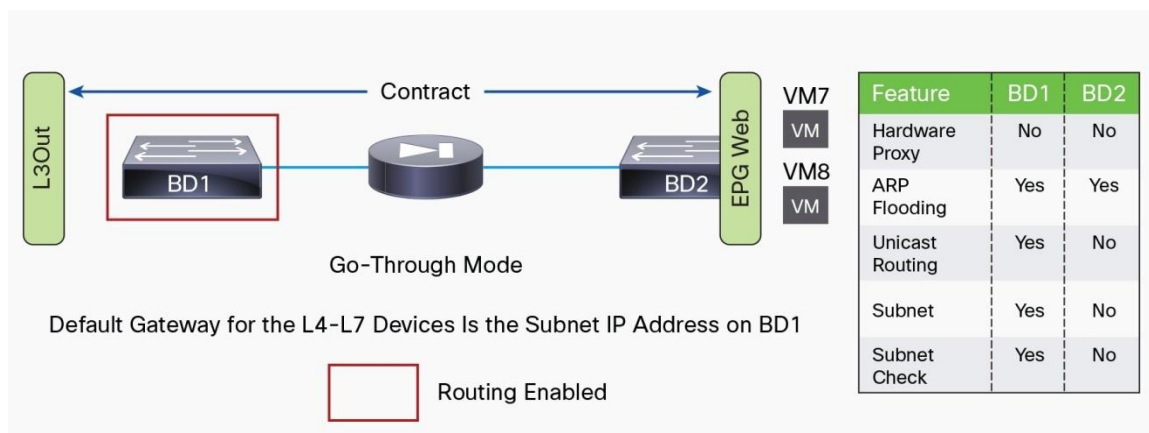 L3Out
Contract
BD1
BD2
EPG Web
VM7
VM
VM8
VM
Go-Through Mode
Default Gateway for the L4-L7 Devices Is the Subnet IP Address on BD1
Routing Enabled
Feature BD1 BD2
Hardware
Proxy No No
ARP
Flooding Yes Yes
Unicast
Routing Yes No
Subnet Yes No
Subnet
Check Yes No